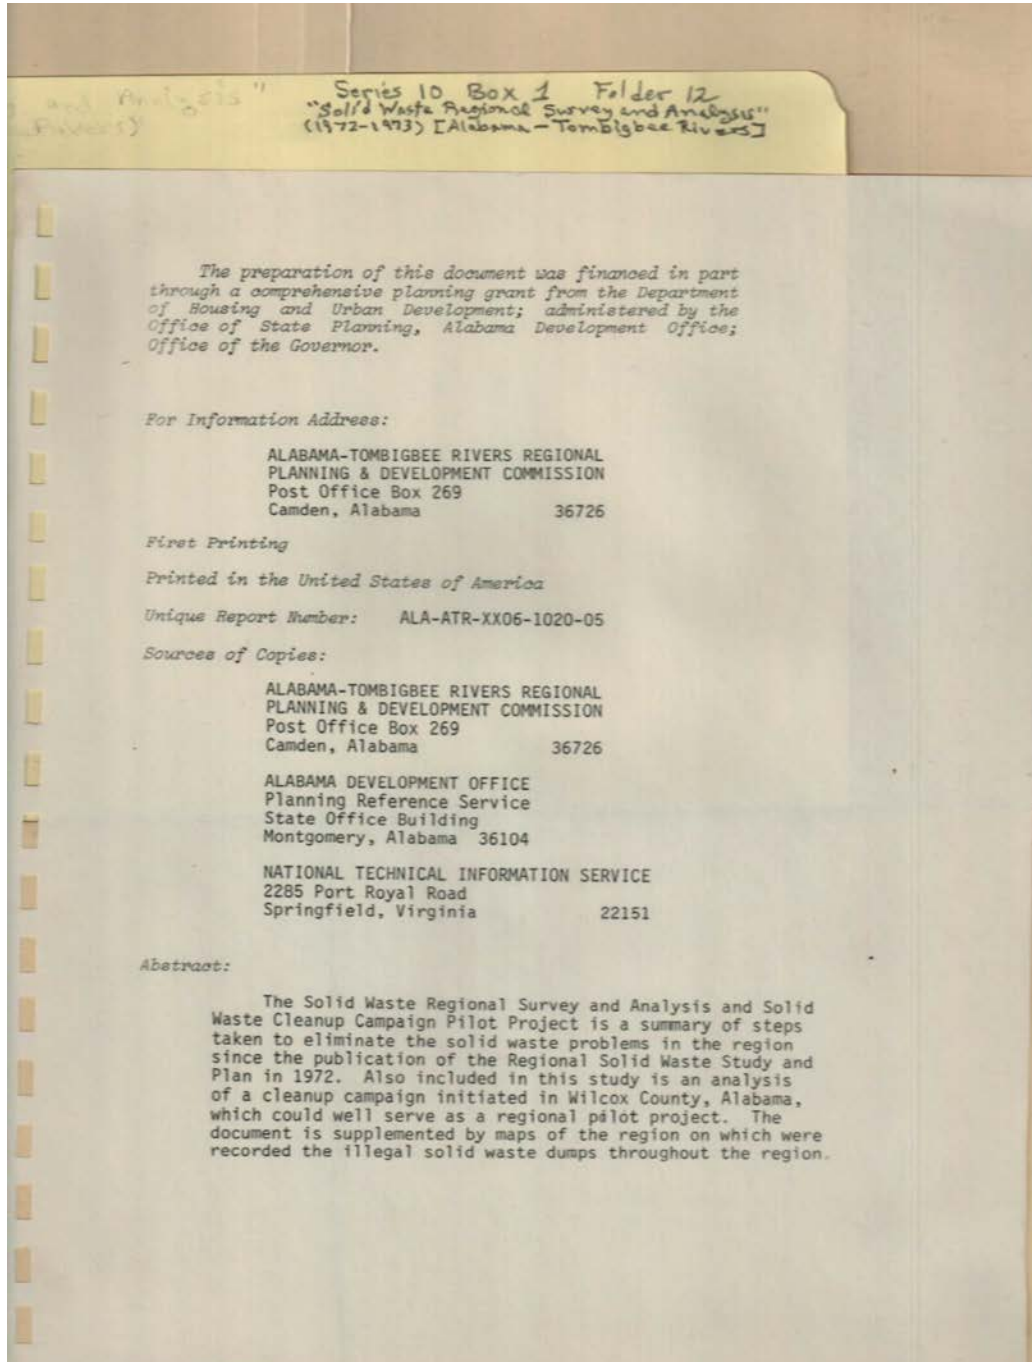 and Analysis"
Rivers)
Series 10 Box 1 Folder 12
"Solid Waste Regional Survey and Analysis"
(1972-1973) [Alabama - Tombigbee Rivers]
The preparation of this document was financed in part
through a comprehensive planning grant from the Department
of Housing and Urban Development; administered by the
Office of State Planning, Alabama Development Office;
Office of the Governor.
For Information Address:
ALABAMA-TOMBIGBEE RIVERS REGIONAL
PLANNING & DEVELOPMENT COMMISSION
Post Office Box 269
Camden, Alabama 36726
First Printing
Printed in the United States of America
Unique Report Number: ALA-ATR-XX06-1020-05
Sources of Copies:
ALABAMA-TOMBIGBEE RIVERS REGIONAL
PLANNING & DEVELOPMENT COMMISSION
Post Office Box 269
Camden, Alabama 36726
ALABAMA DEVELOPMENT OFFICE
Planning Reference Service
State Office Building
Montgomery, Alabama 36104
NATIONAL TECHNICAL INFORMATION SERVICE
2285 Port Royal Road
Springfield, Virginia 22151
Abstract:
The Solid Waste Regional Survey and Analysis and Solid
Waste Cleanup Campaign Pilot Project is a summary of steps
taken to eliminate the solid waste problems in the region
since the publication of the Regional Solid Waste Study and
Plan in 1972. Also included in this study is an analysis
of a cleanup campaign initiated in Wilcox County, Alabama,
which could well serve as a regional pilot project. The
document is supplemented by maps of the region on which were
recorded the illegal solid waste dumps throughout the region.